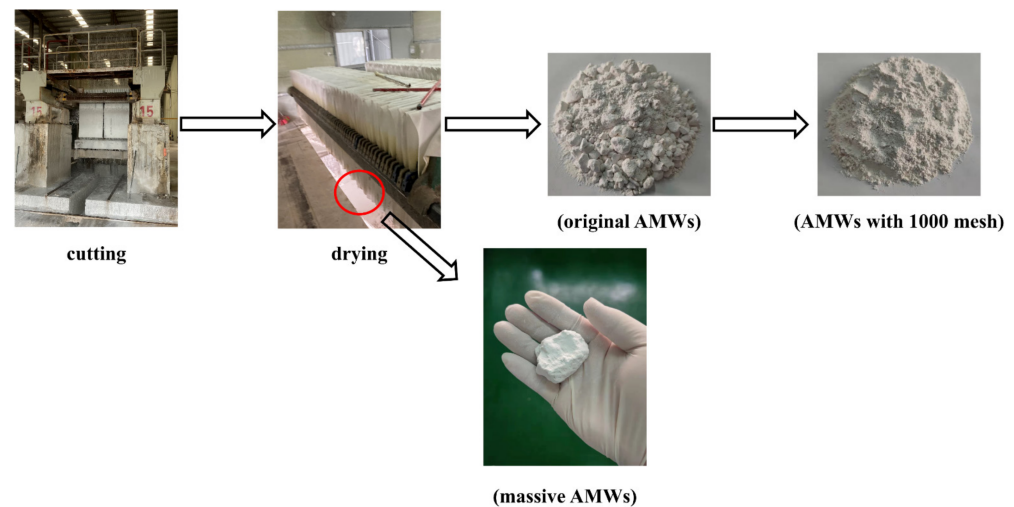 15
15
cutting
drying
(original AMWs)
(AMWs with 1000 mesh)
(massive AMWs)